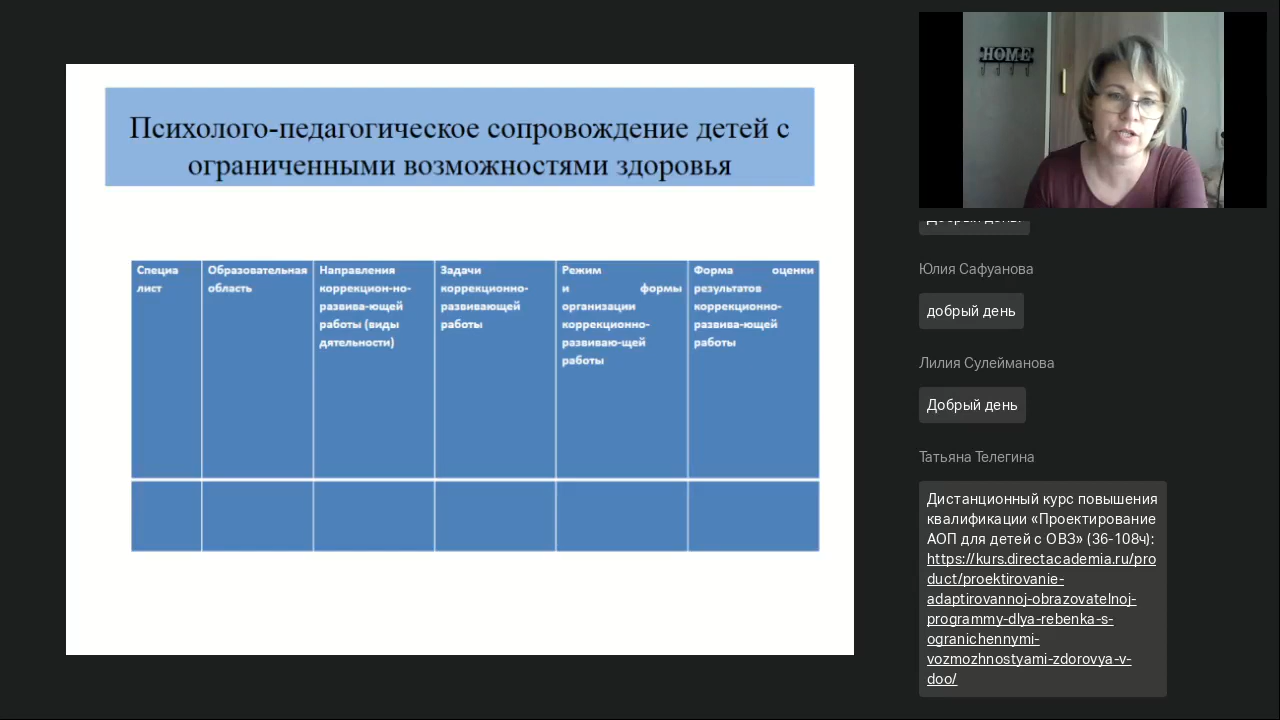 Психолого-педагогическое сопровождение детей с
ограниченными возможностями здоровья
Специа
лист
Образовательная
область
Направления
коррекцион-но-
развива-ющей
работы (виды
дятельности)
Задачи
коррекционно-
развивающей
работы
Режим
и формы
организации
коррекционно-
развиваю-щей
работы
Форма оценки
результатов
коррекционно-
развива-ющей
работы
HOME
Добрый день!
Юлия Сафуанова
добрый день
Лилия Сулейманова
Добрый день
Татьяна Телегина
Дистанционный курс повышения
квалификации «Проектирование
АОП для детей с ОВЗ» (36-108ч):
https://kurs.directacademia.ru/pro
duct/proektirovanie-
adaptirovannoj-obrazovatelnoj-
programmy-dlya-rebenka-s-
ogranichennymi-
vozmozhnostyami-zdorovya-v-
doo/